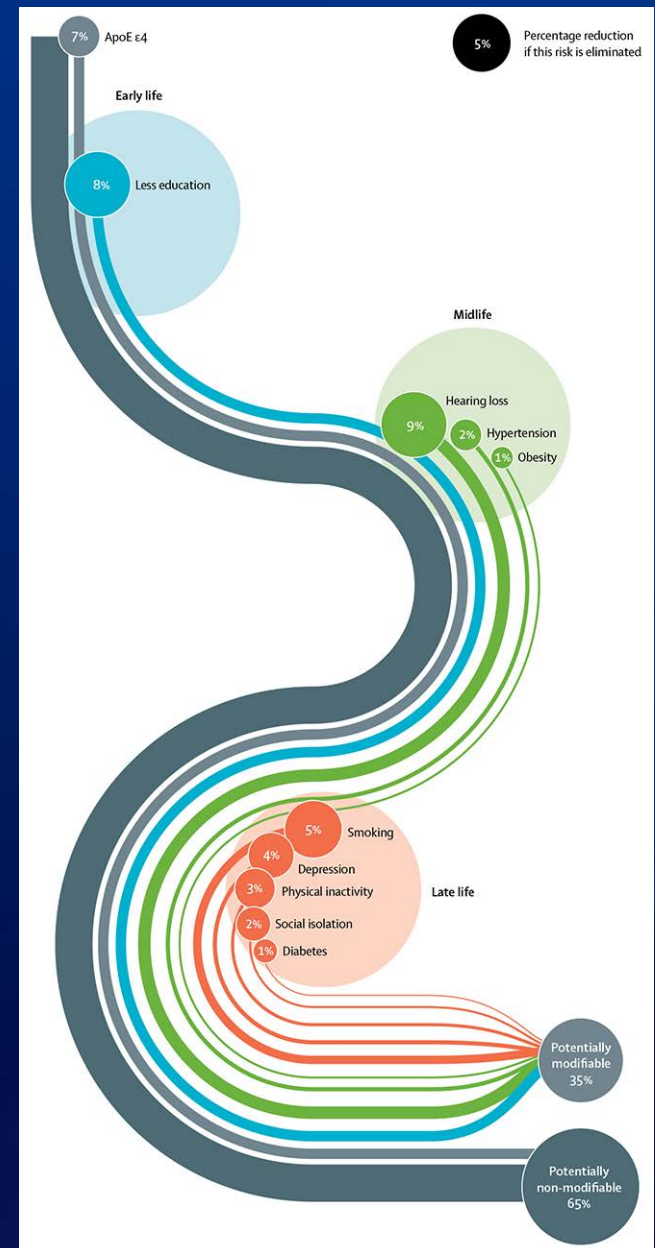 7% ApoE ε4
5% Percentage reduction
if this risk is eliminated
Early life
8% Less education
Midlife
Hearing loss
9%
2% Hypertension
1% Obesity
5% Smoking
4% Depression
3% Physical inactivity
Late life
2% Social isolation
1% Diabetes
Potentially
modifiable
35%
Potentially
non-modifiable
65%